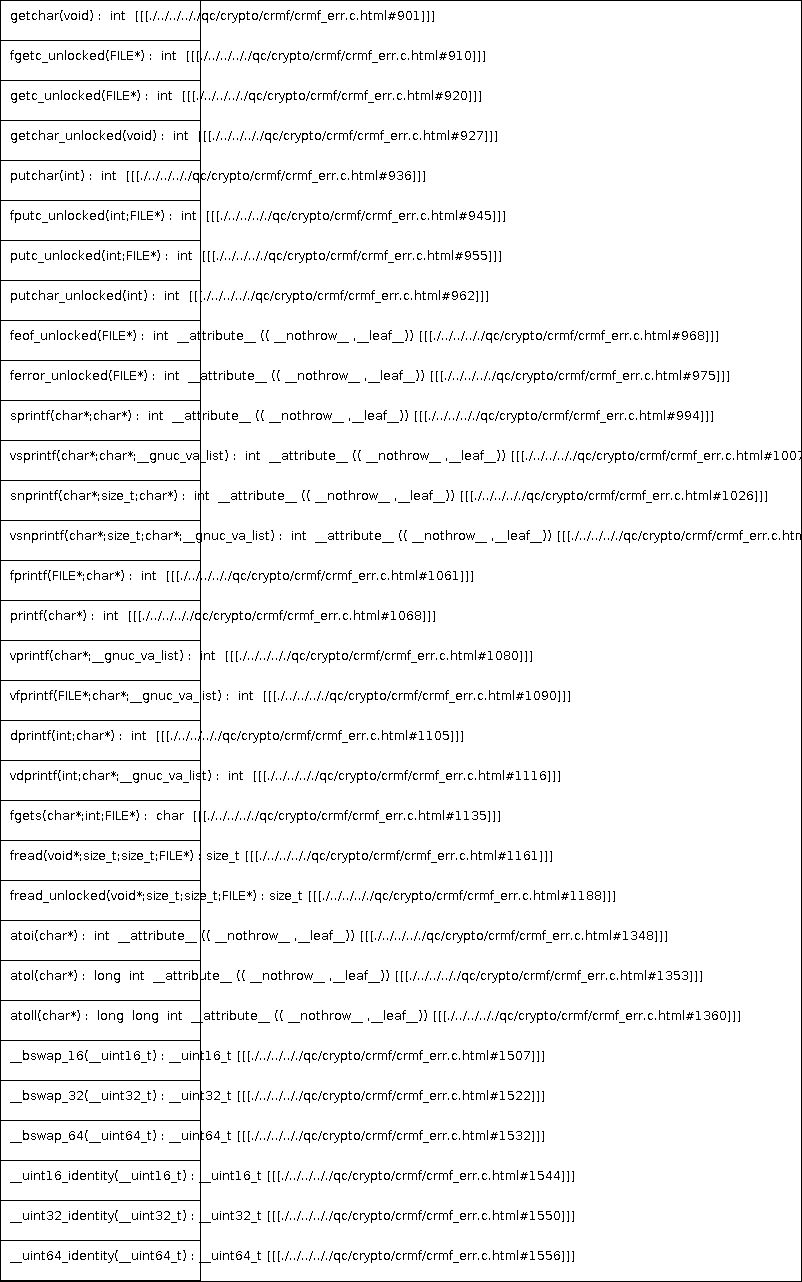 getchar(void) :  int  [[[./../../././qc/crypto/crmf/crmf_err.c.html#901]]]
fgetc_unlocked(FILE*) :  int  [[[./../../././qc/crypto/crmf/crmf_err.c.html#910]]]
getc_unlocked(FILE*) :  int  [[[./../../././qc/crypto/crmf/crmf_err.c.html#920]]]
getchar_unlocked(void) :  int  [[[./../../././qc/crypto/crmf/crmf_err.c.html#927]]]
putchar(int) :  int  [[[./../../././qc/crypto/crmf/crmf_err.c.html#936]]]
fputc_unlocked(int;FILE*) :  int  [[[./../../././qc/crypto/crmf/crmf_err.c.html#945]]]
putc_unlocked(int;FILE*) :  int  [[[./../../././qc/crypto/crmf/crmf_err.c.html#955]]]
putchar_unlocked(int) :  int  [[[./../../././qc/crypto/crmf/crmf_err.c.html#962]]]
feof_unlocked(FILE*) :  int  __attribute__ (( __nothrow__ ,__leaf__)) [[[./../../././qc/crypto/crmf/crmf_err.c.html#968]]]
ferror_unlocked(FILE*) :  int  __attribute__ (( __nothrow__ ,__leaf__)) [[[./../../././qc/crypto/crmf/crmf_err.c.html#975]]]
sprintf(char*;char*) :  int  __attribute__ (( __nothrow__ ,__leaf__)) [[[./../../././qc/crypto/crmf/crmf_err.c.html#994]]]
vsprintf(char*;char*;__gnuc_va_list) :  int  __attribute__ (( __nothrow__ ,__leaf__)) [[[./../../././qc/crypto/crmf/crmf_err.c.html#1007
snprintf(char*;size_t;char*) :  int  __attribute__ (( __nothrow__ ,__leaf__)) [[[./../../././qc/crypto/crmf/crmf_err.c.html#1026]]]
vsnprintf(char*;size_t;char*;__gnuc_va_list) :  int  __attribute__ (( __nothrow__ ,__leaf__)) [[[./../../././qc/crypto/crmf/crmf_err.c.htm
fprintf(FILE*;char*) :  int  [[[./../../././qc/crypto/crmf/crmf_err.c.html#1061]]]
printf(char*) :  int  [[[./../../././qc/crypto/crmf/crmf_err.c.html#1068]]]
vprintf(char*;__gnuc_va_list) :  int  [[[./../../././qc/crypto/crmf/crmf_err.c.html#1080]]]
vfprintf(FILE*;char*;__gnuc_va_list) :  int  [[[./../../././qc/crypto/crmf/crmf_err.c.html#1090]]]
dprintf(int;char*) :  int  [[[./../../././qc/crypto/crmf/crmf_err.c.html#1105]]]
vdprintf(int;char*;__gnuc_va_list) :  int  [[[./../../././qc/crypto/crmf/crmf_err.c.html#1116]]]
fgets(char*;int;FILE*) :  char  [[[./../../././qc/crypto/crmf/crmf_err.c.html#1135]]]
fread(void*;size_t;size_t;FILE*) : size_t [[[./../../././qc/crypto/crmf/crmf_err.c.html#1161]]]
fread_unlocked(void*;size_t;size_t;FILE*) : size_t [[[./../../././qc/crypto/crmf/crmf_err.c.html#1188]]]
atoi(char*) :  int  __attribute__ (( __nothrow__ ,__leaf__)) [[[./../../././qc/crypto/crmf/crmf_err.c.html#1348]]]
atol(char*) :  long  int  __attribute__ (( __nothrow__ ,__leaf__)) [[[./../../././qc/crypto/crmf/crmf_err.c.html#1353]]]
atoll(char*) :  long  long  int  __attribute__ (( __nothrow__ ,__leaf__)) [[[./../../././qc/crypto/crmf/crmf_err.c.html#1360]]]
__bswap_16(__uint16_t) : __uint16_t [[[./../../././qc/crypto/crmf/crmf_err.c.html#1507]]]
__bswap_32(__uint32_t) : __uint32_t [[[./../../././qc/crypto/crmf/crmf_err.c.html#1522]]]
__bswap_64(__uint64_t) : __uint64_t [[[./../../././qc/crypto/crmf/crmf_err.c.html#1532]]]
__uint16_identity(__uint16_t) : __uint16_t [[[./../../././qc/crypto/crmf/crmf_err.c.html#1544]]]
__uint32_identity(__uint32_t) : __uint32_t [[[./../../././qc/crypto/crmf/crmf_err.c.html#1550]]]
__uint64_identity(__uint64_t) : __uint64_t [[[./../../././qc/crypto/crmf/crmf_err.c.html#1556]]]